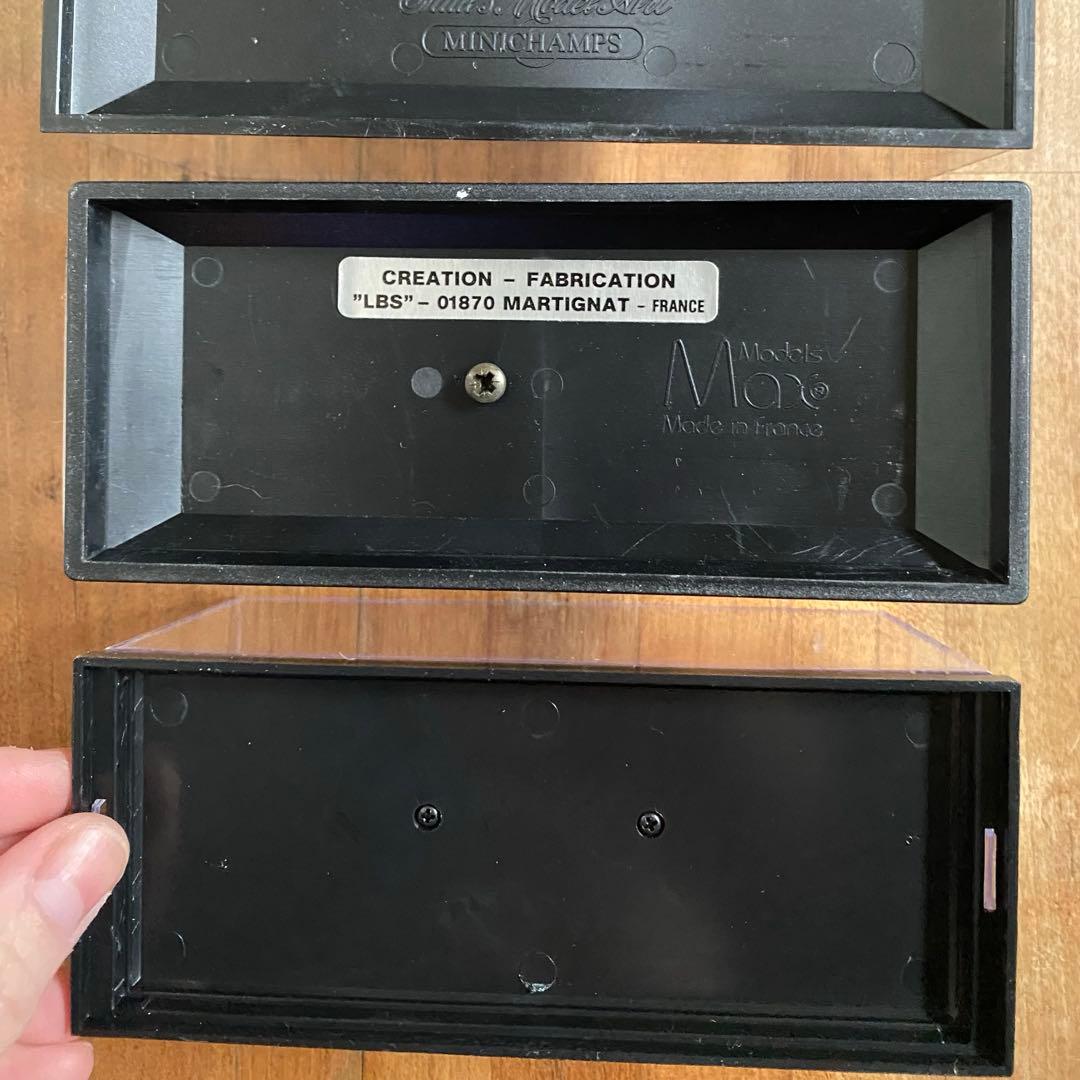 MINICHAMPS
CREATION – FABRICATION
"LBS" – 01870 MARTIGNAT – FRANCE
Models
Max
Made in France